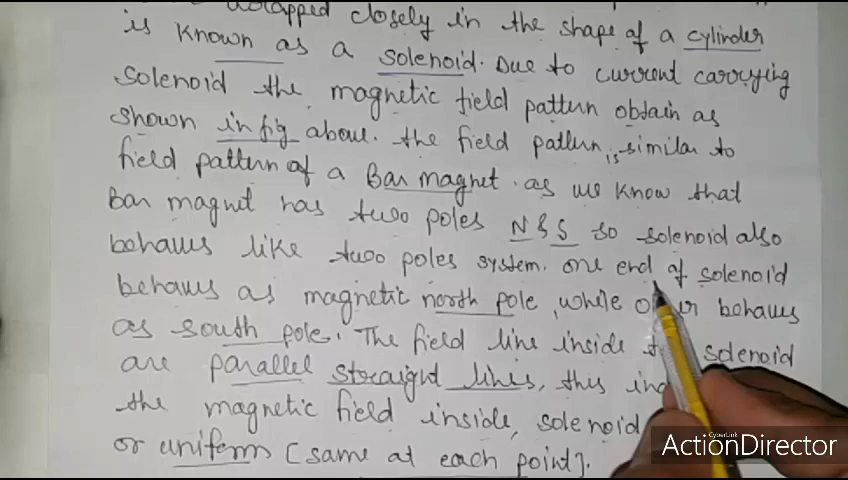 wrapped closely in the shape of a cylinder
is known as a solenoid. Due to current carrying
solenoid the magnetic field pattern obtain as
shown in fig above. the field pattern is similar to
field pattern of a Bar magnet. as we know that
Bar magnet has two poles N & S so solenoid also
behaves like two poles system. one end of solenoid
behaves as magnetic north pole, while behaves
as south pole. The field line inside solenoid
are parallel straight lines, this
the magnetic field inside, solenoid
or uniform (same at each point).
CyberLink
ActionDirector